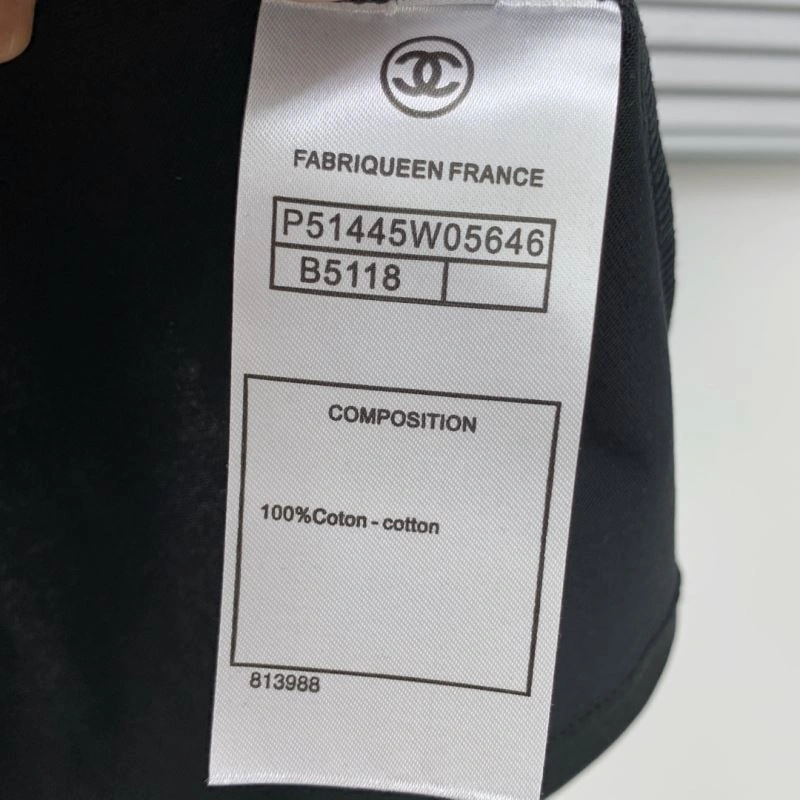 FABRIQUEEN FRANCE
P51445W05646
B5118
COMPOSITION
100%Coton - cotton
813988